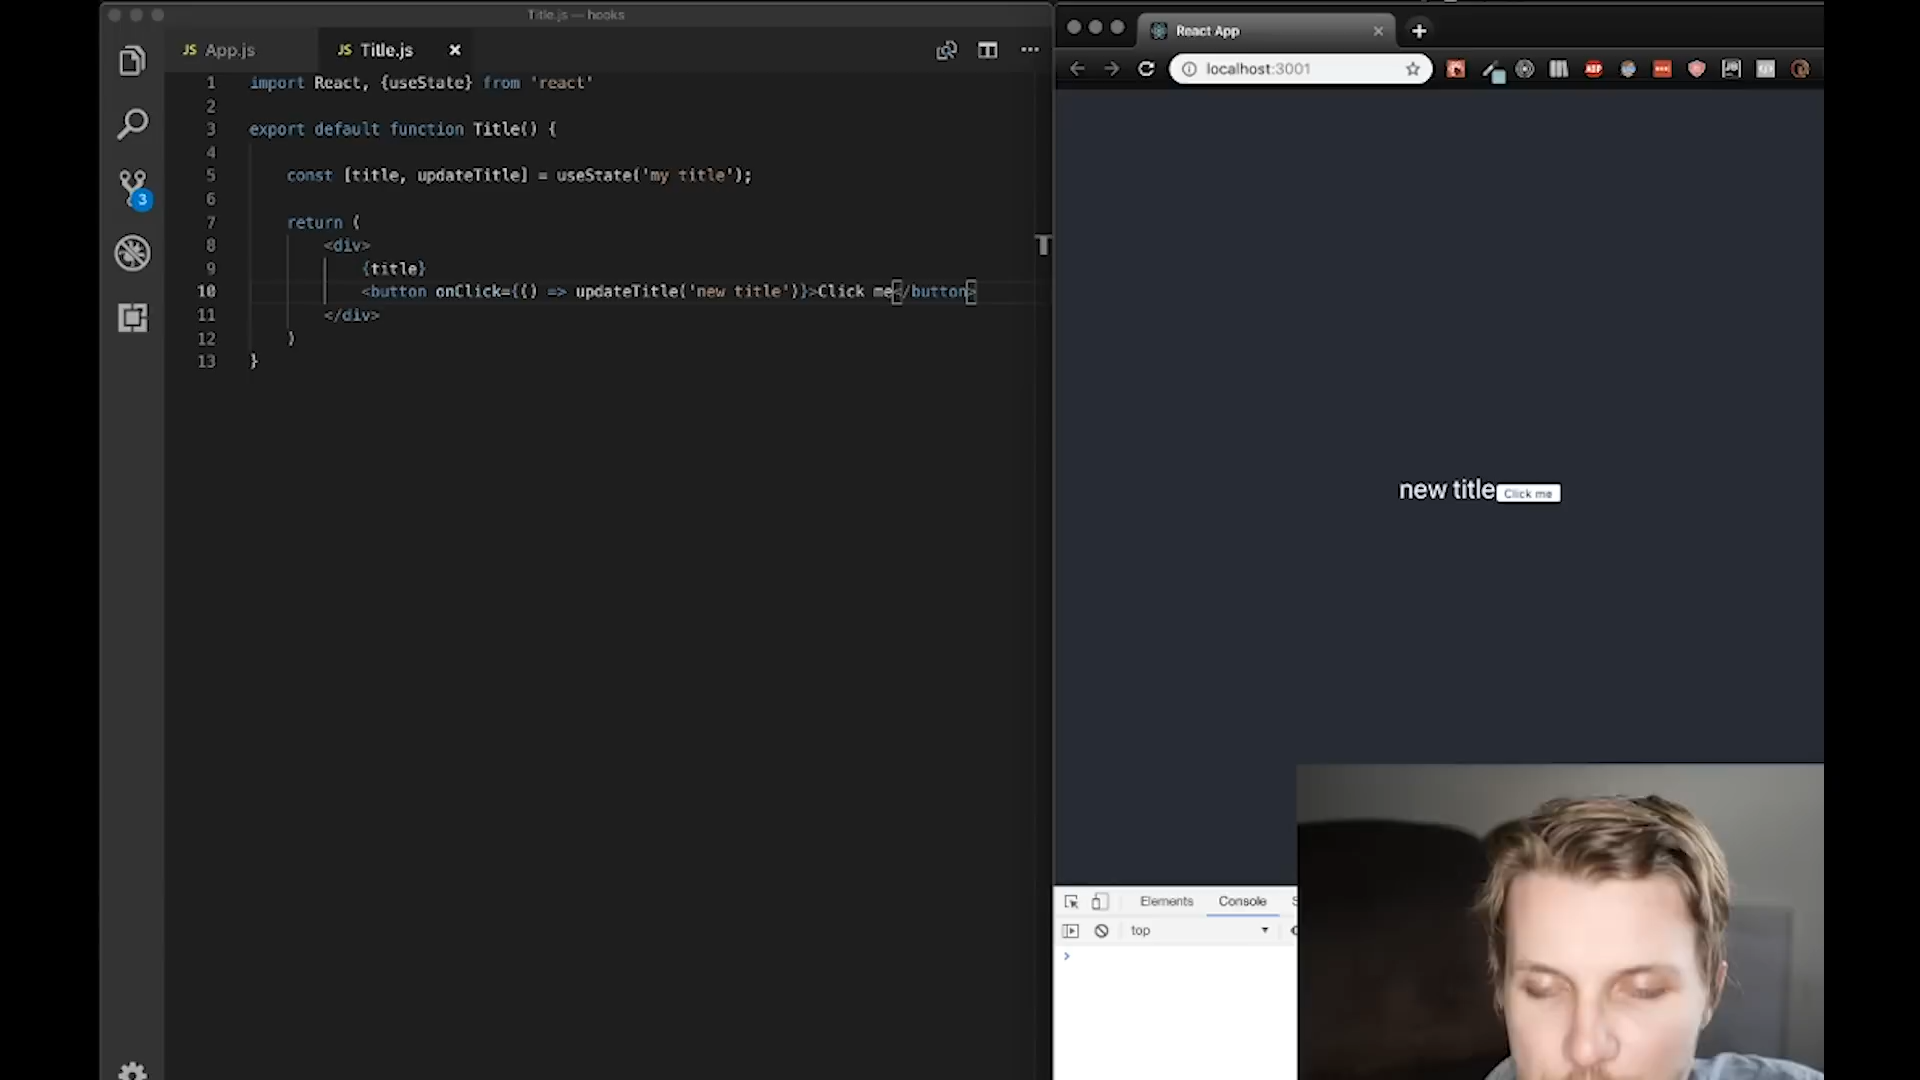 Title.js — hooks
JS App.js
JS Title.js
1 import React, {useState} from 'react'
2
3 export default function Title() {
4
5 const [title, updateTitle] = useState('my title');
6
7 return (
8 <div>
9 {title}
10 <button onClick={() => updateTitle('new title')}>Click me</button>
11 </div>
12 )
13 }
3
T
React App
localhost:3001
ABP
new title
Click me
Elements Console S
top